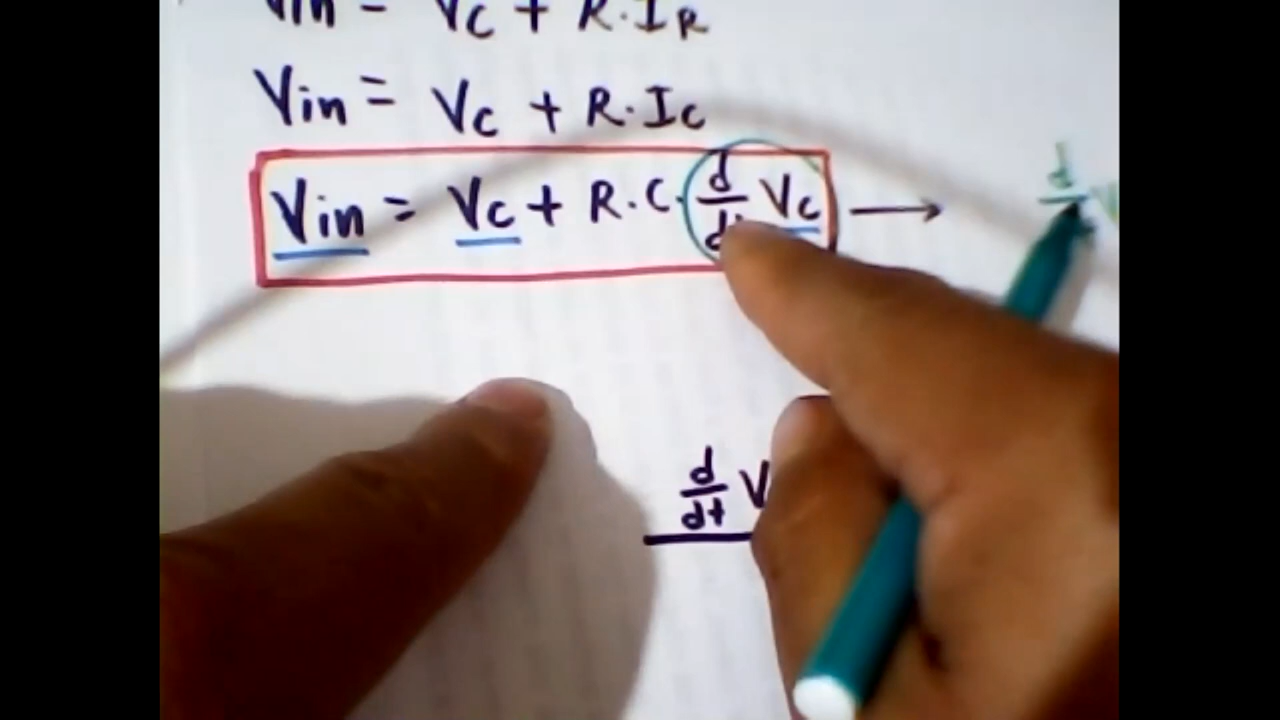 Vin = Vc + R.IR
Vin = Vc + R.Ic
Vin = Vc + R.C. d/dt Vc →
d
d/dt V